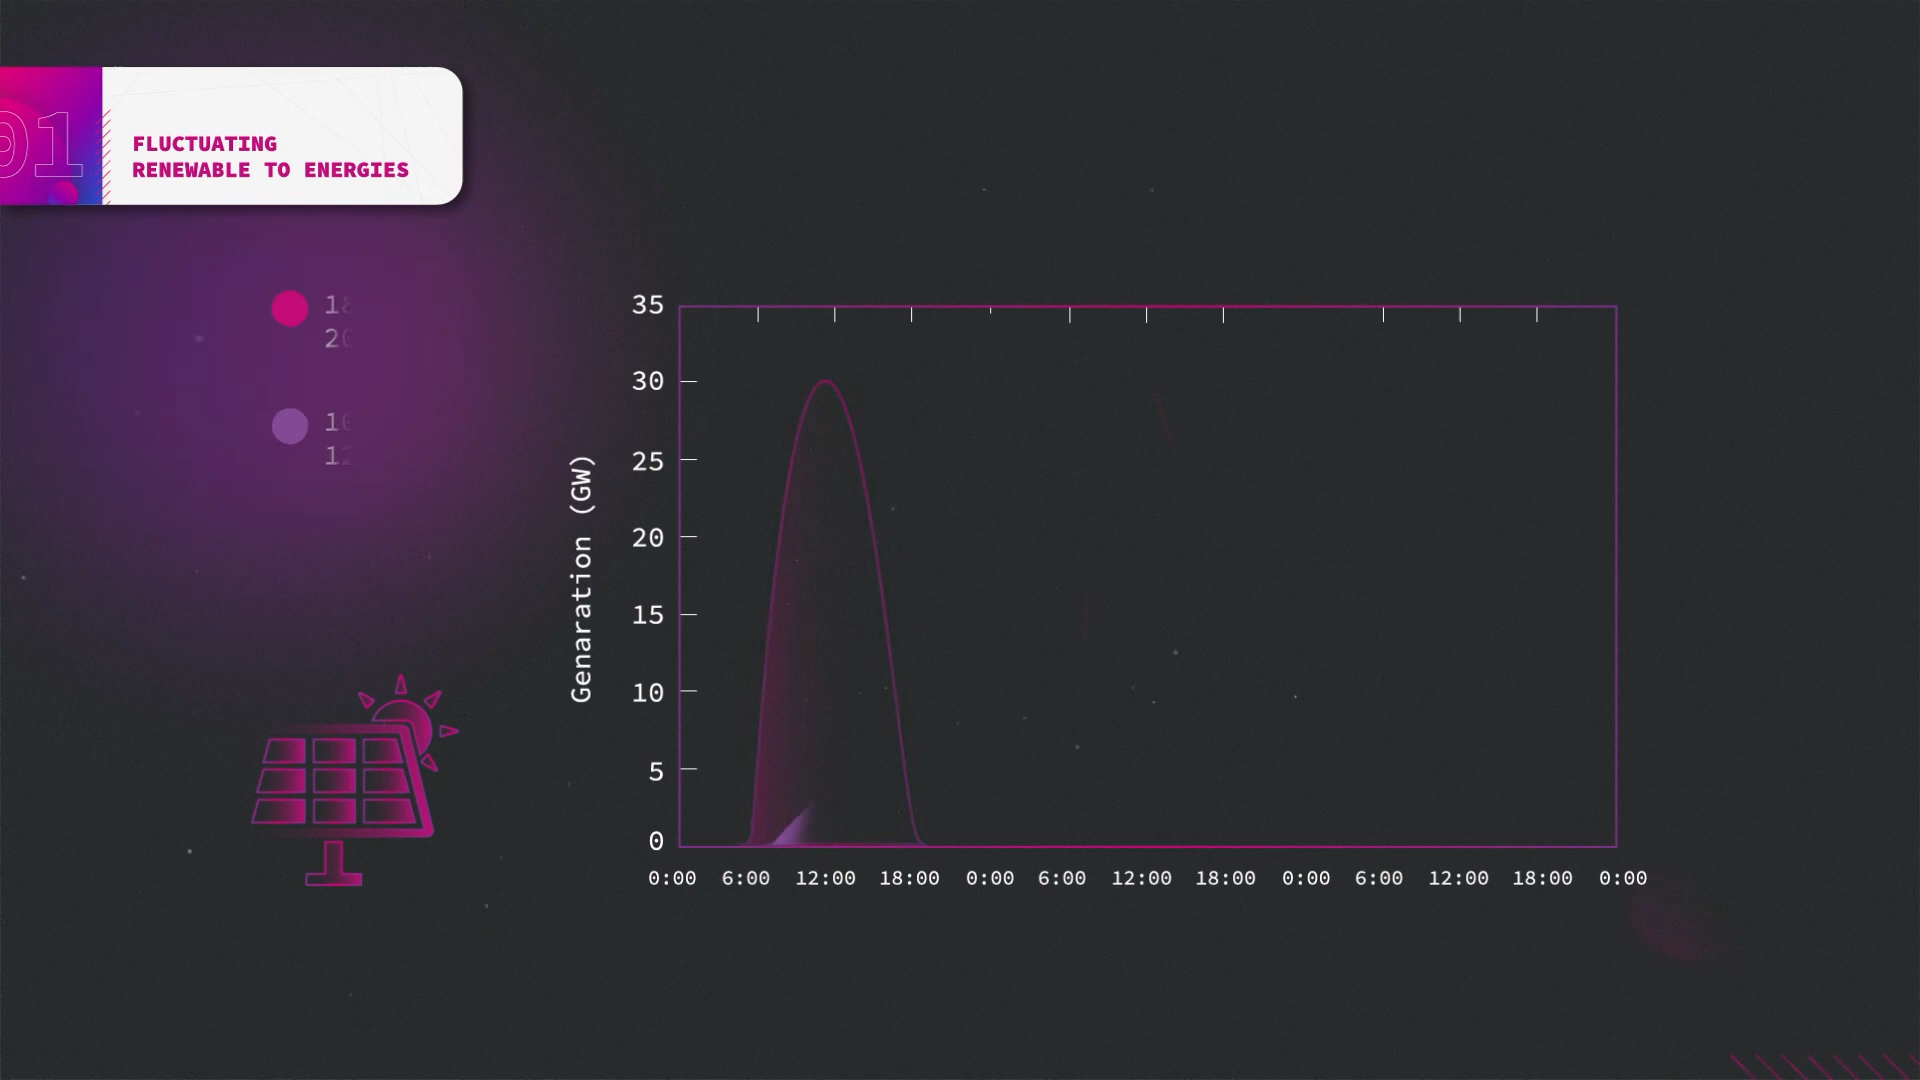 01
FLUCTUATING
RENEWABLE TO ENERGIES
Genaration (GW)
35
30
25
20
15
10
5
0
0:00 6:00 12:00 18:00 0:00 6:00 12:00 18:00 0:00 6:00 12:00 18:00 0:00